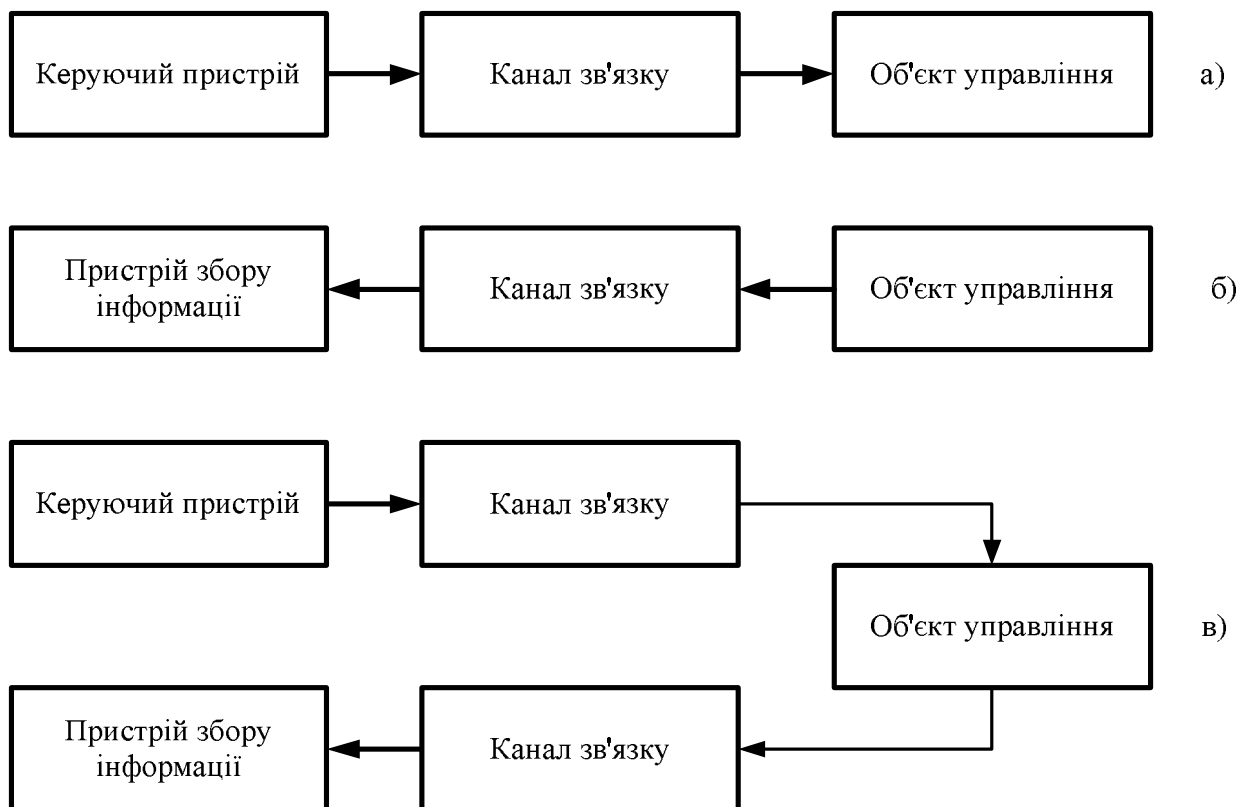 Керуючий пристрій
Канал зв'язку
Об'єкт управління
а)
Пристрій збору
інформації
Канал зв'язку
Об'єкт управління
б)
Керуючий пристрій
Канал зв'язку
Об'єкт управління
в)
Пристрій збору
інформації
Канал зв'язку